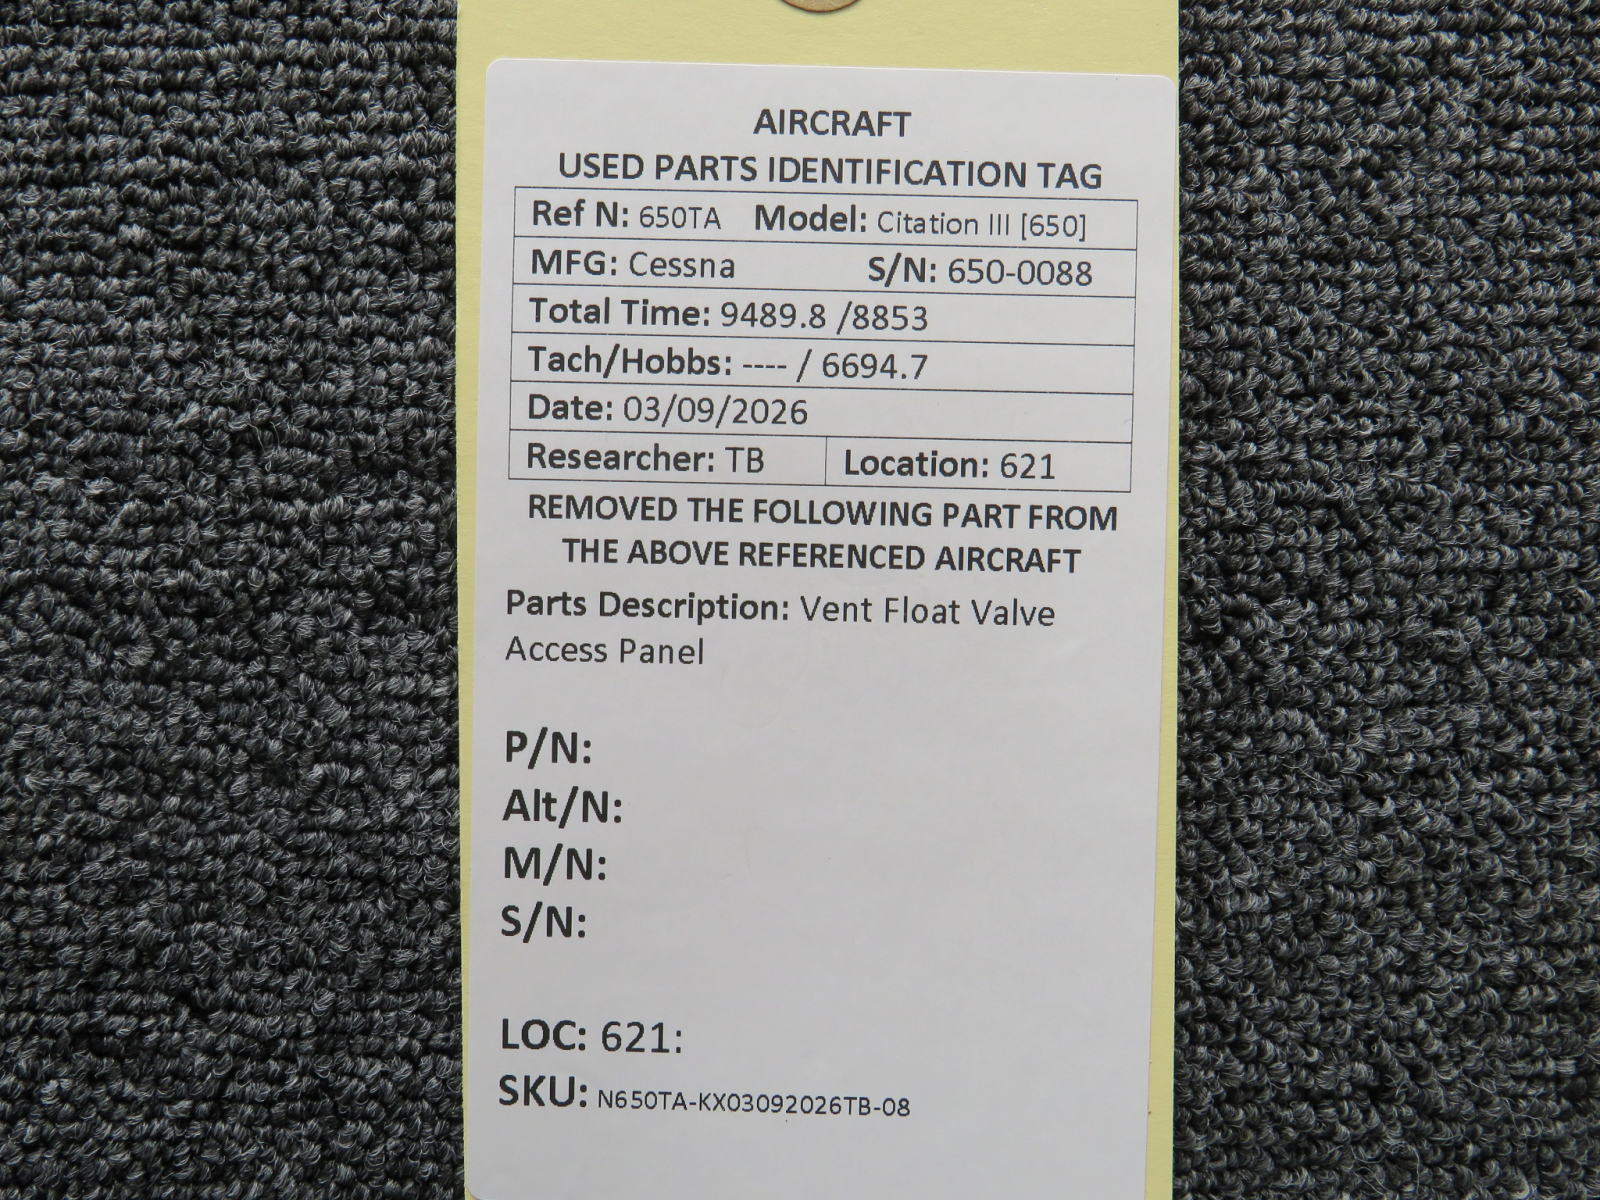 AIRCRAFT
USED PARTS IDENTIFICATION TAG
Ref N: 650TA Model: Citation III [650]
MFG: Cessna S/N: 650-0088
Total Time: 9489.8 /8853
Tach/Hobbs: ---- / 6694.7
Date: 03/09/2026
Researcher: TB Location: 621
REMOVED THE FOLLOWING PART FROM
THE ABOVE REFERENCED AIRCRAFT
Parts Description: Vent Float Valve
Access Panel
P/N:
Alt/N:
M/N:
S/N:
LOC: 621:
SKU: N650TA-KX03092026TB-08